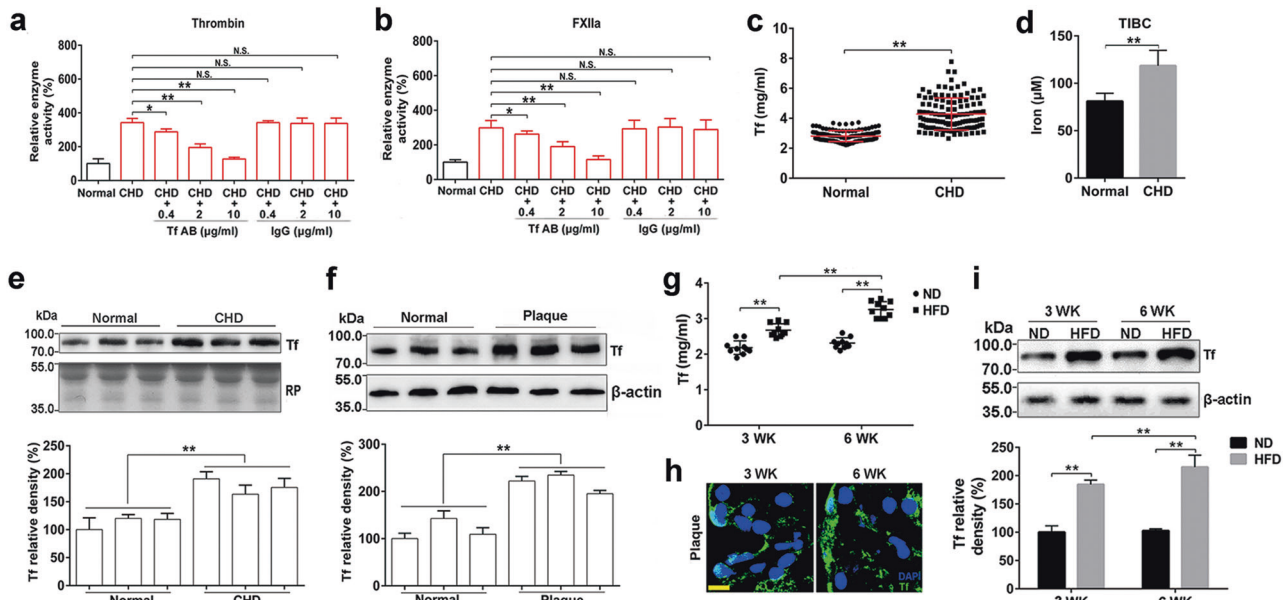 a
Thrombin
Relative enzyme
activity (%)
800
600
400
200
0
N.S.
N.S.
N.S.
**
**
*
Normal CHD CHD CHD CHD CHD CHD CHD
+ + + + + +
0.4 2 10 0.4 2 10
Tf AB (μg/ml) IgG (μg/ml)
b
FXIIa
Relative enzyme
activity (%)
800
600
400
200
0
N.S.
N.S.
N.S.
**
**
*
Normal CHD CHD CHD CHD CHD CHD CHD
+ + + + + +
0.4 2 10 0.4 2 10
Tf AB (μg/ml) IgG (μg/ml)
c
Tf (mg/ml)
10
8
6
4
2
0
**
Normal CHD
d
TIBC
Iron (μM)
150
100
50
0
**
Normal CHD
e
kDa
Normal CHD
100.0
70.0
Tf
55.0
35.0
RP
Tf relative density (%)
250
200
150
100
50
0
**
Normal CHD
f
kDa
Normal Plaque
100.0
70.0
Tf
55.0
35.0
β-actin
Tf relative density (%)
300
200
100
0
**
Normal Plaque
g
Tf (mg/ml)
4
3
2
1
0
**
**
**
ND
HFD
3 WK 6 WK
h
3 WK 6 WK
Plaque
DAPI
Tf
i
3 WK 6 WK
kDa ND HFD ND HFD
100.0
70.0
Tf
55.0
35.0
β-actin
Tf relative
density (%)
250
200
150
100
50
0
**
**
**
ND
HFD
3 WK 6 WK